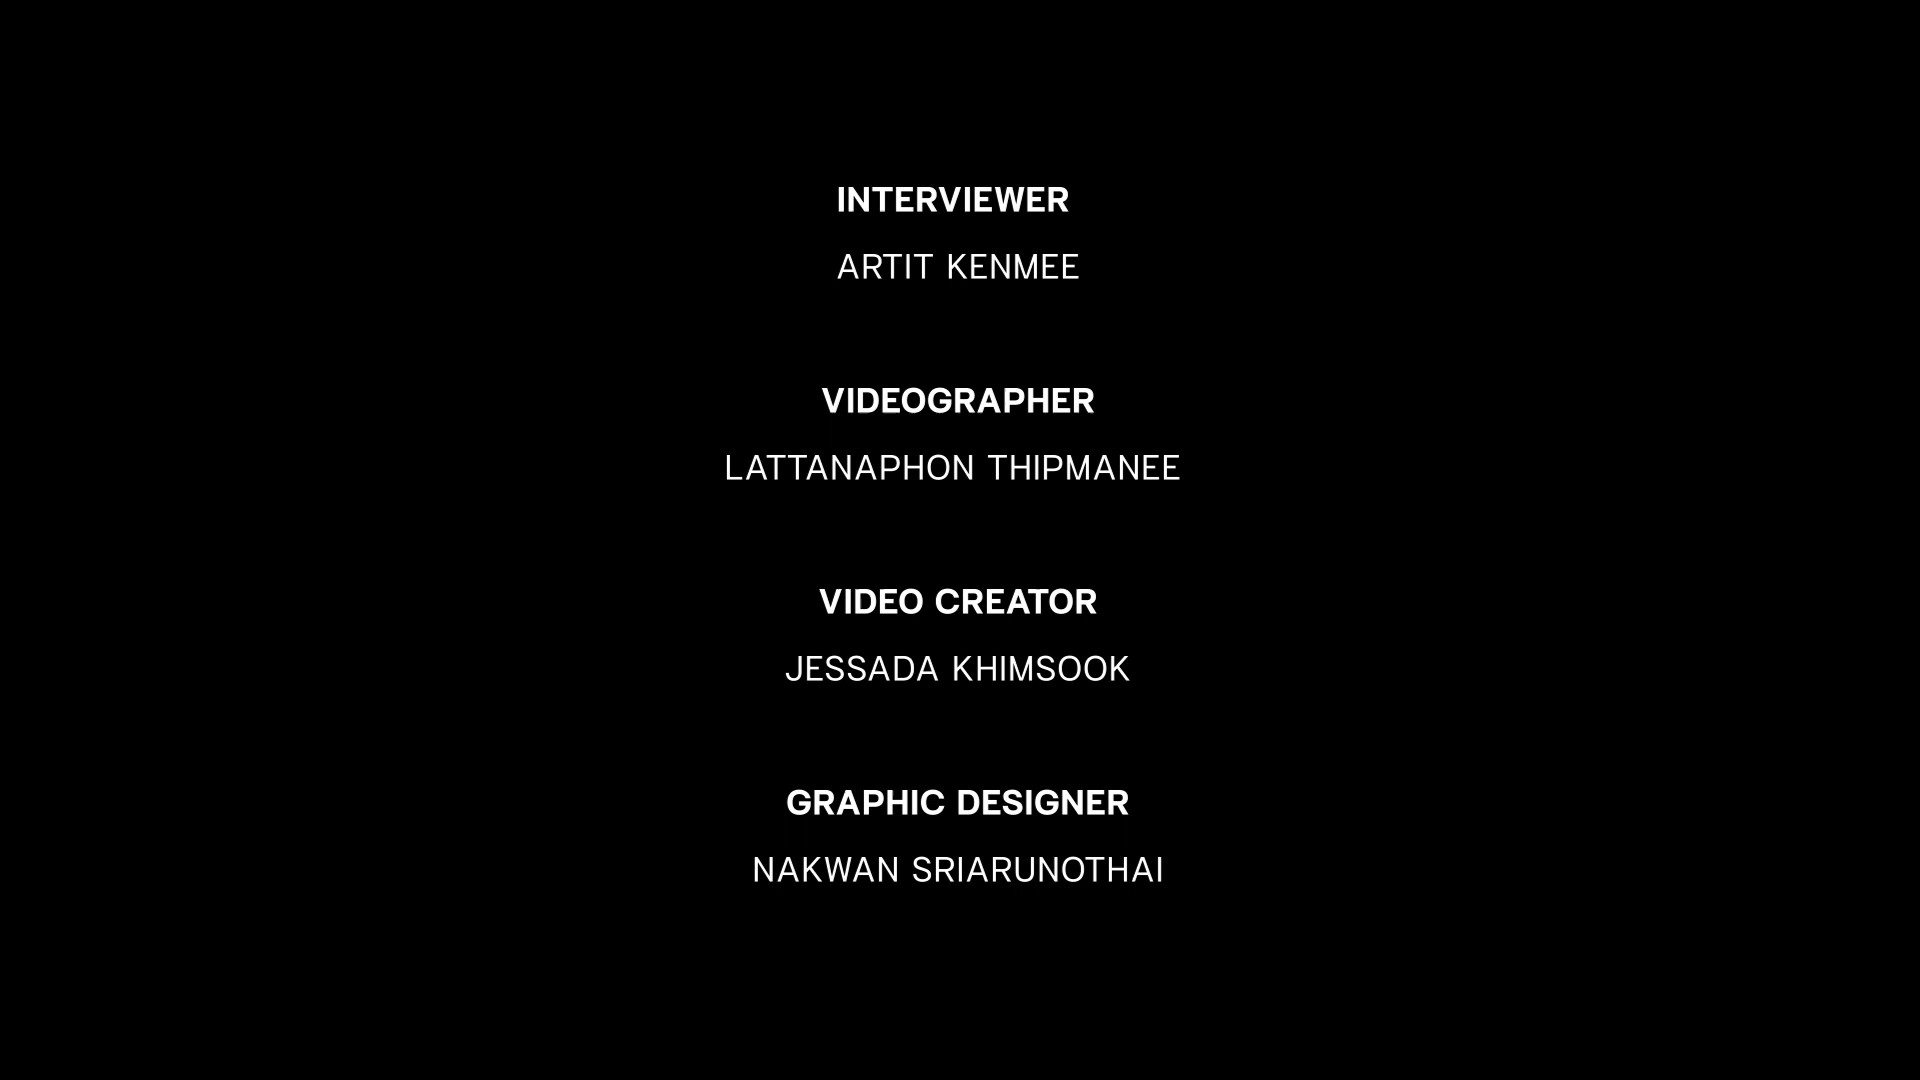 INTERVIEWER
ARTIT KENMEE
VIDEOGRAPHER
LATTANAPHON THIPMANEE
VIDEO CREATOR
JESSADA KHIMSOOK
GRAPHIC DESIGNER
NAKWAN SRIARUNOTHAI